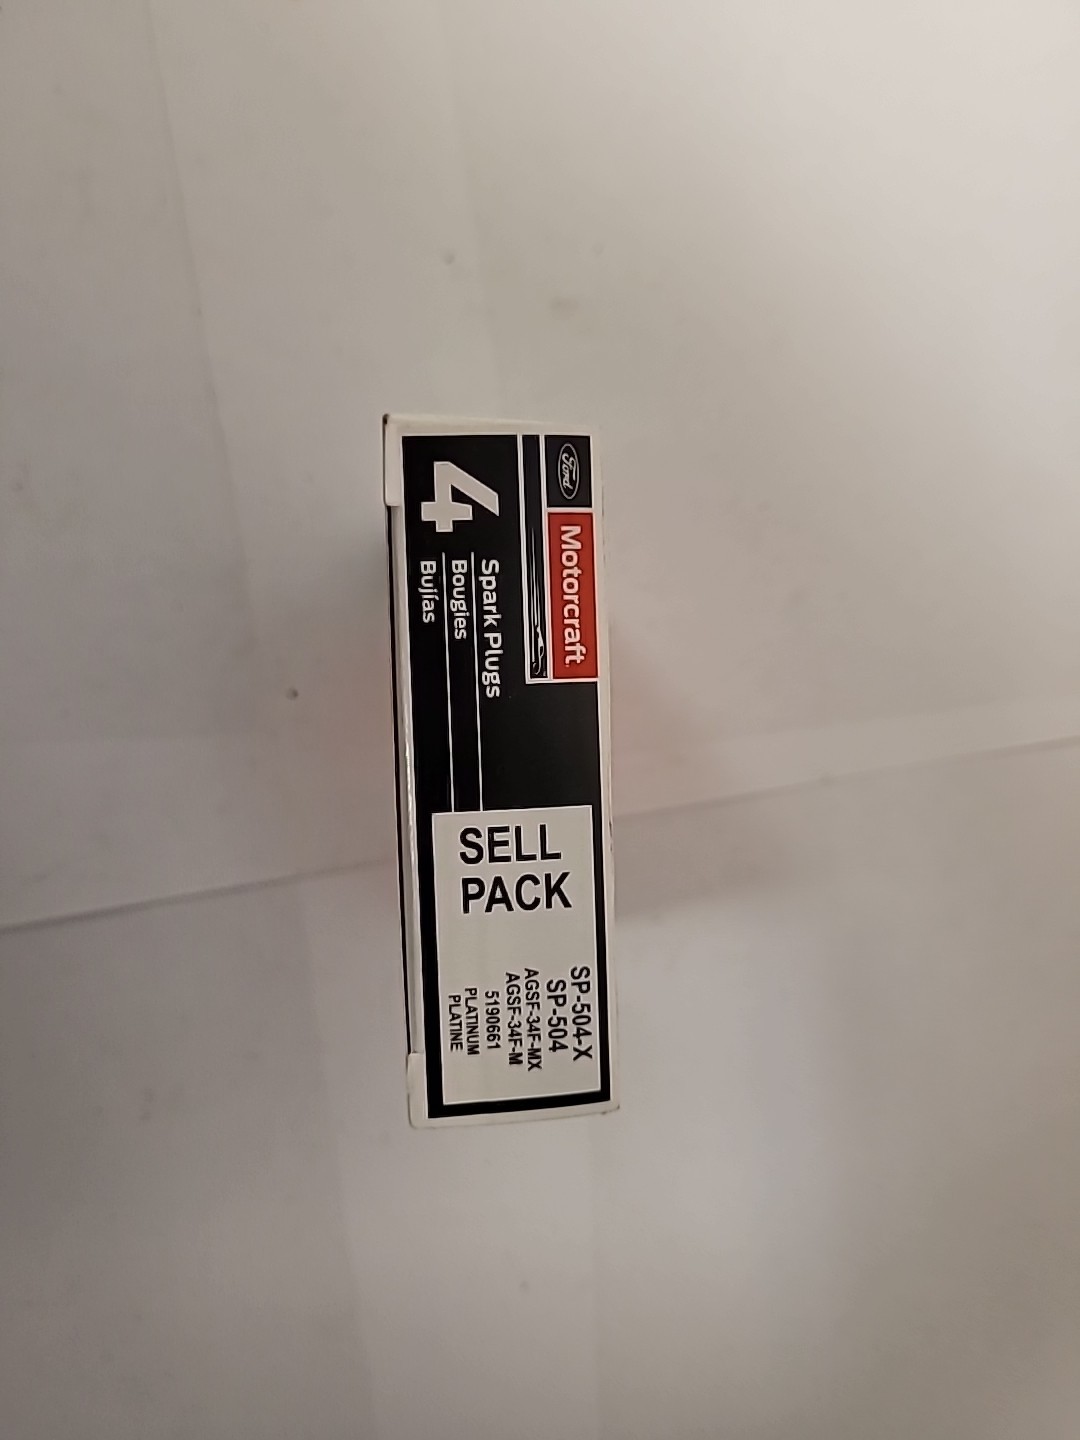 Ford
Motorcraft
4
Spark Plugs
Bougies
Bujías
SELL
PACK
SP-504-X
SP-504
AGSF-34F-MX
AGSF-34F-M
5190661
PLATINUM
PLATINE